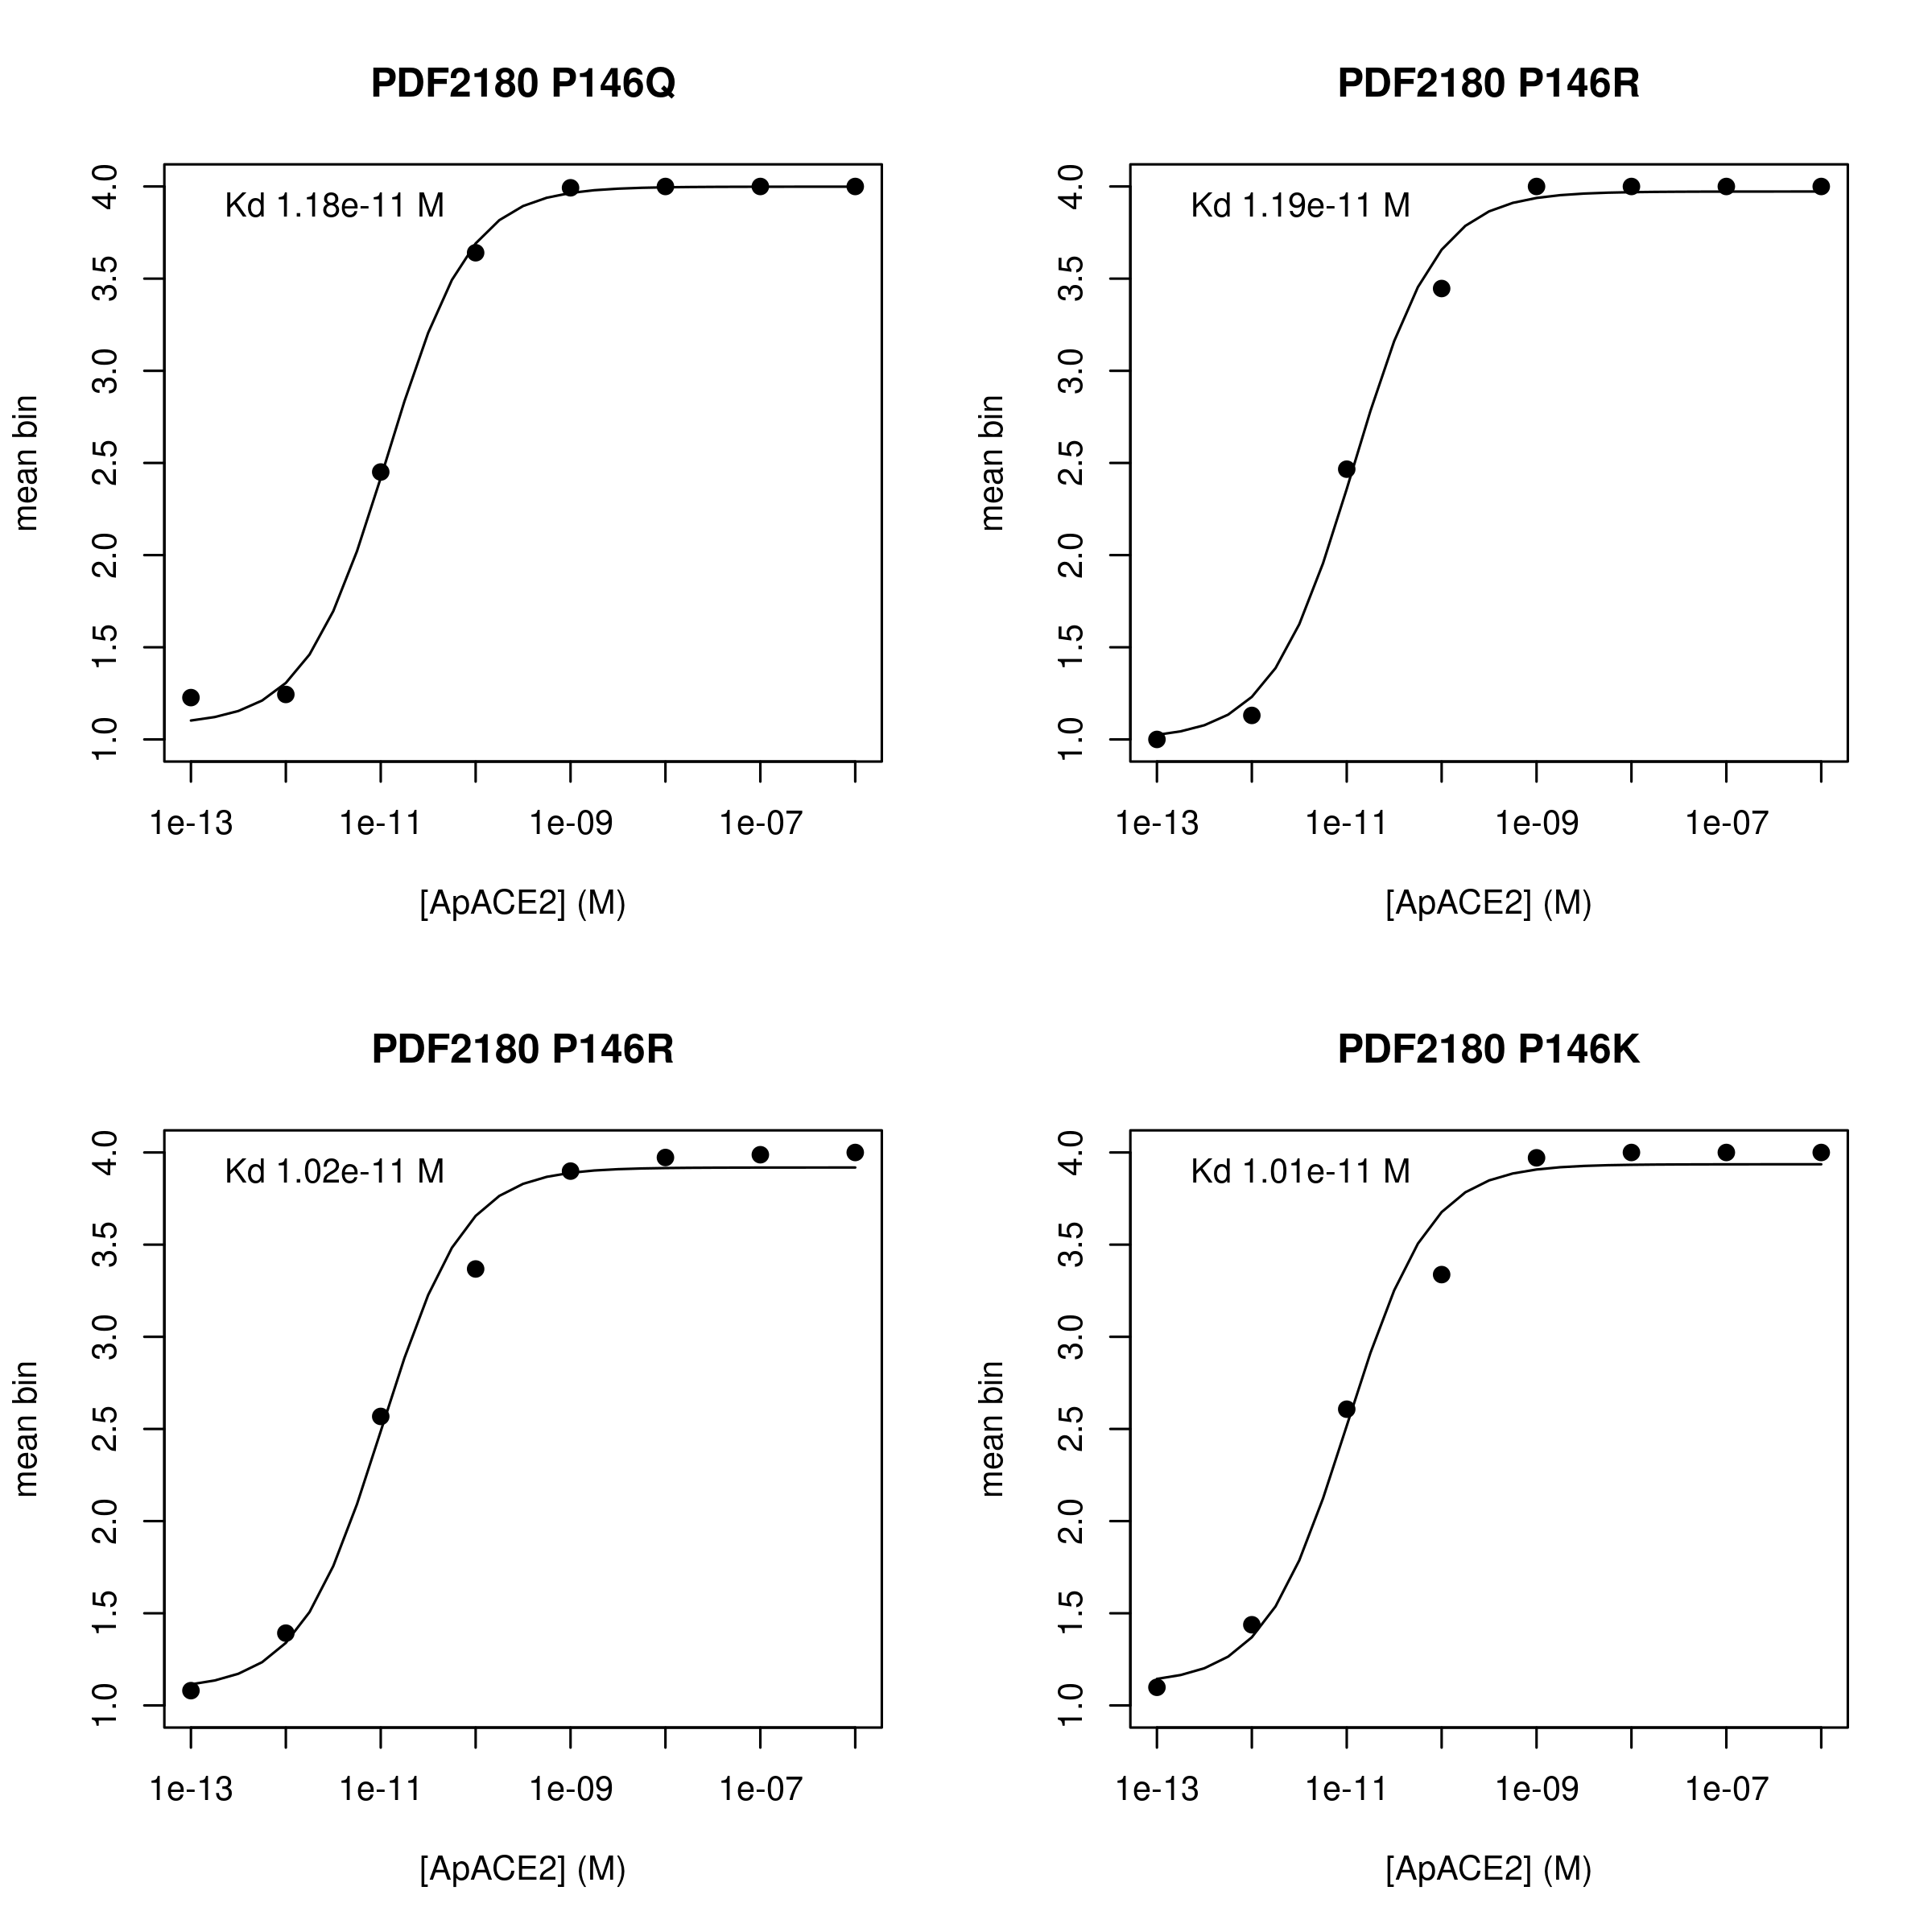 PDF2180 P146Q
Kd 1.18e-11 M
mean bin
4.0
3.5
3.0
2.5
2.0
1.5
1.0
1e-13 1e-11 1e-09 1e-07
[ApACE2] (M)
PDF2180 P146R
Kd 1.19e-11 M
mean bin
4.0
3.5
3.0
2.5
2.0
1.5
1.0
1e-13 1e-11 1e-09 1e-07
[ApACE2] (M)
PDF2180 P146R
Kd 1.02e-11 M
mean bin
4.0
3.5
3.0
2.5
2.0
1.5
1.0
1e-13 1e-11 1e-09 1e-07
[ApACE2] (M)
PDF2180 P146K
Kd 1.01e-11 M
mean bin
4.0
3.5
3.0
2.5
2.0
1.5
1.0
1e-13 1e-11 1e-09 1e-07
[ApACE2] (M)